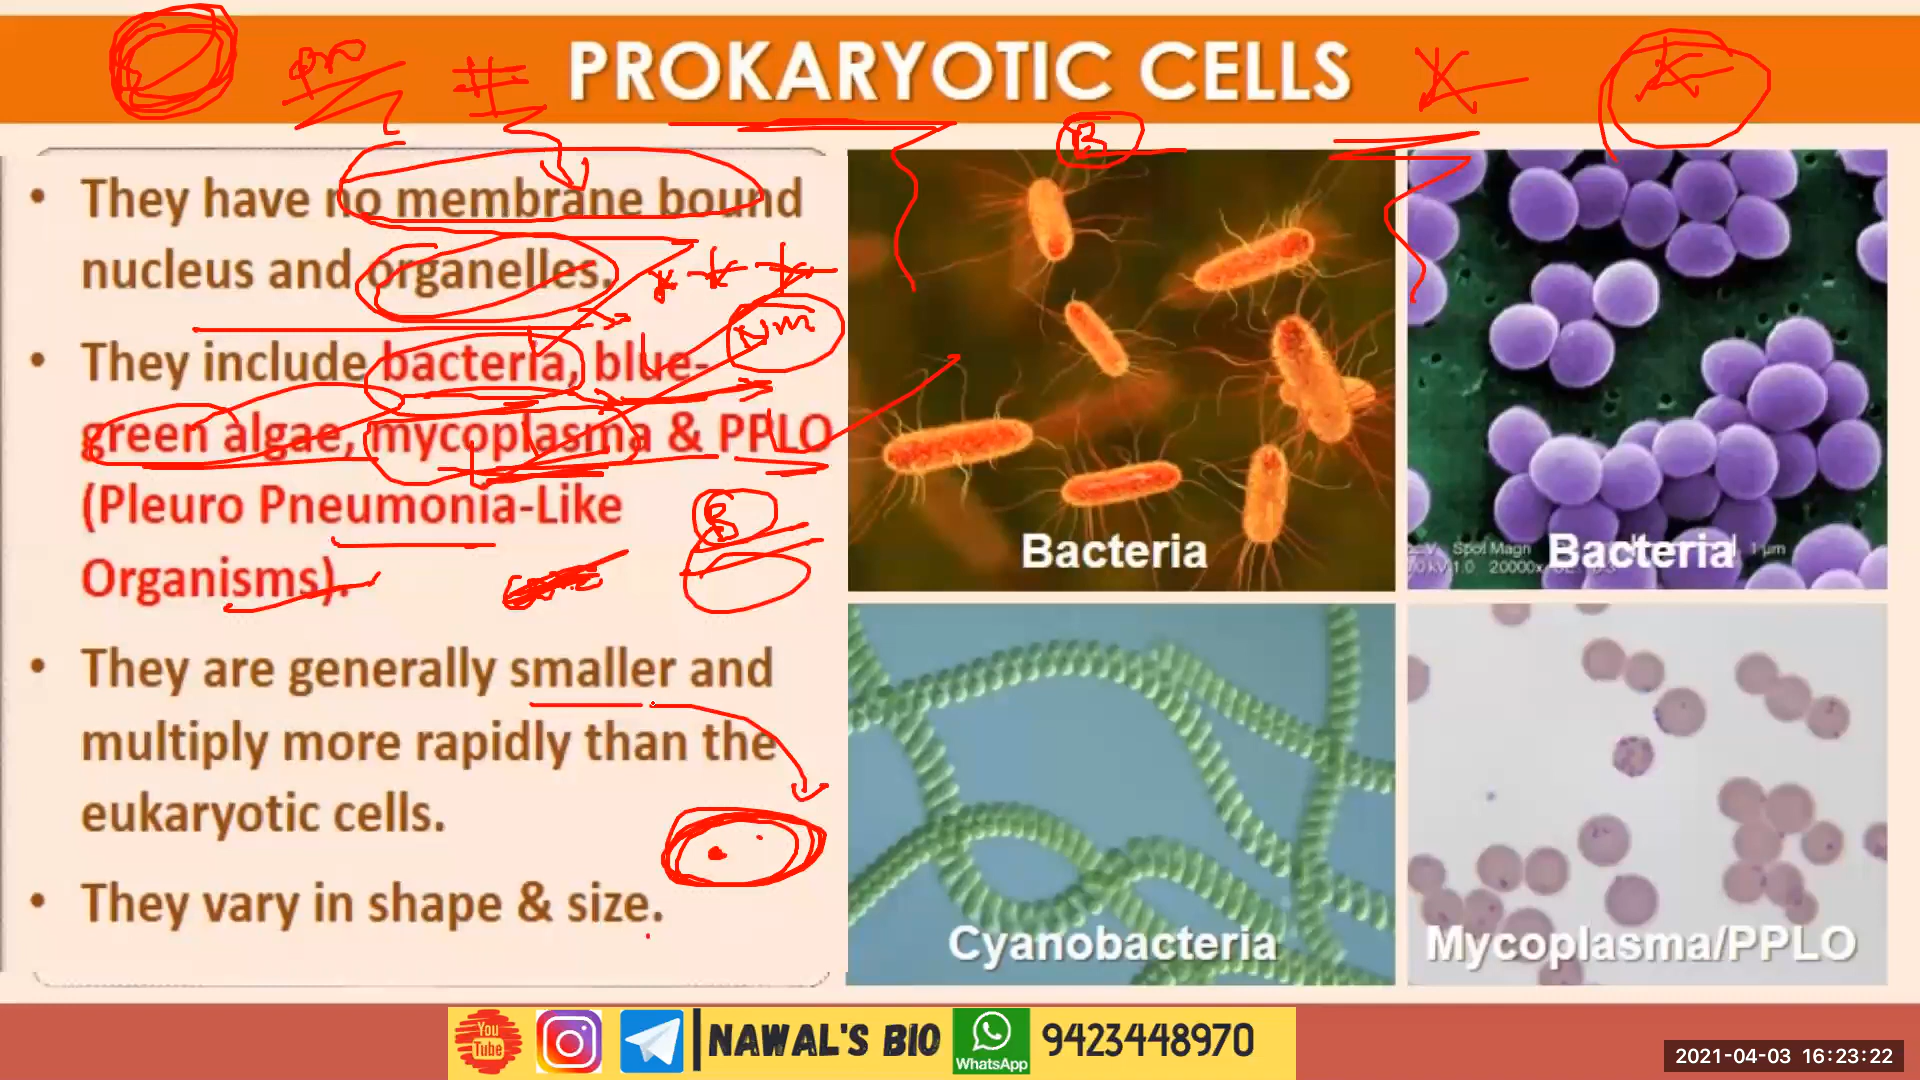 PROKARYOTIC CELLS
• They have no membrane bound
nucleus and organelles.
• They include bacteria, blue-
green algae, mycoplasma & PPLO
(Pleuro Pneumonia-Like
Organisms).
• They are generally smaller and
multiply more rapidly than the
eukaryotic cells.
• They vary in shape & size.
B
Nm
B
Bacteria
Spot Magn
20000x
1 µm
Bacteria
Cyanobacteria
Mycoplasma/PPLO
You
Tube
NAWAL'S BIO
WhatsApp
9423448970
2021-04-03 16:23:22